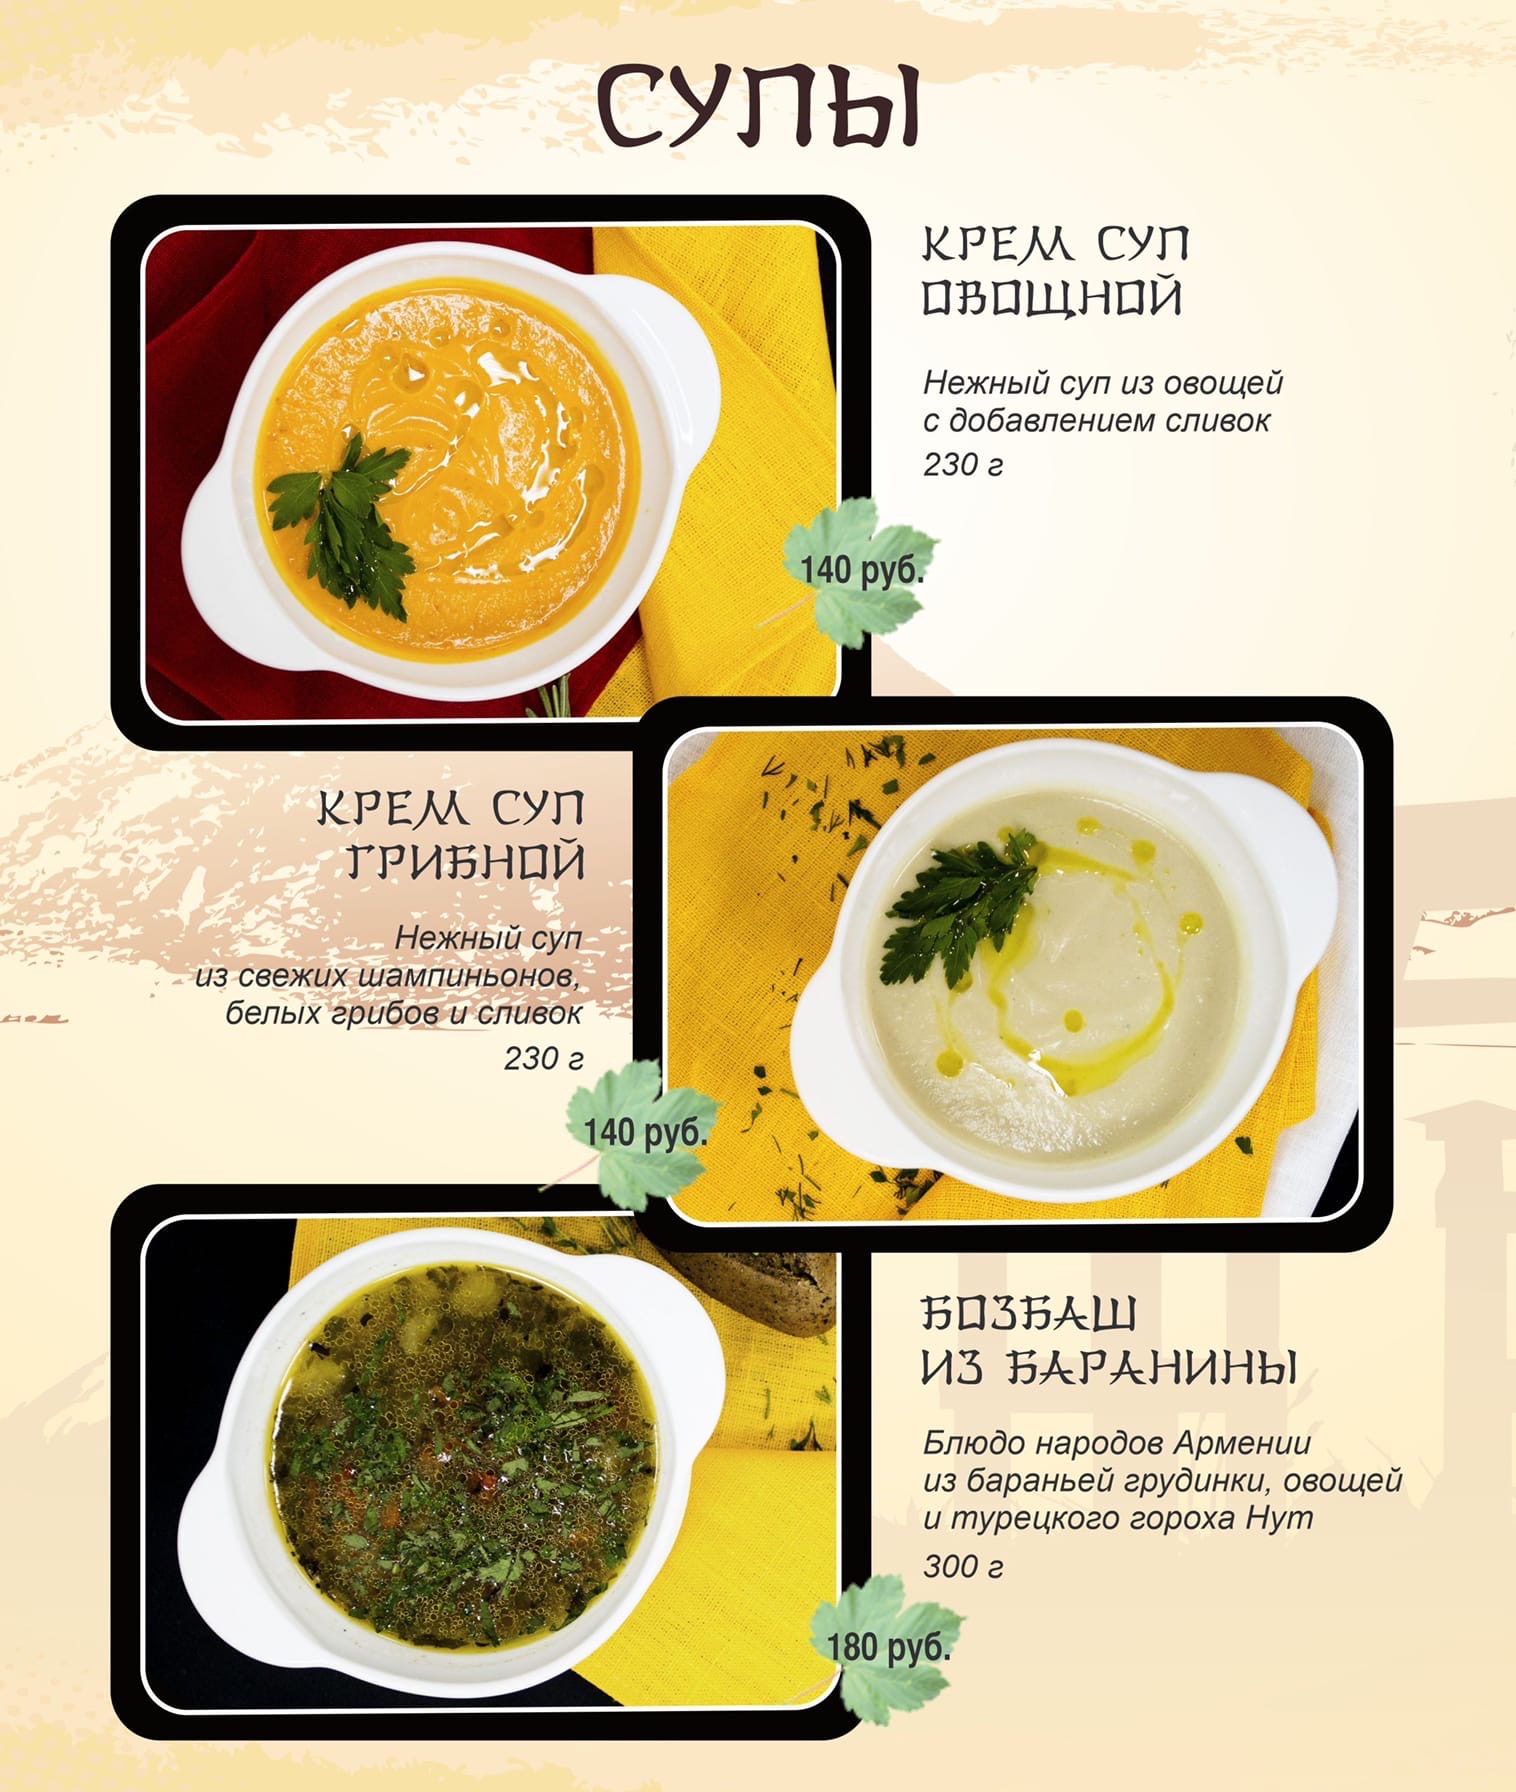 СУПЫ
КРЕМ СУП
ОВОЩНОЙ
Нежный суп из овощей
с добавлением сливок
230 г
140 руб.
КРЕМ СУП
ГРИБНОЙ
Нежный суп
из свежих шампиньонов,
белых грибов и сливок
230 г
140 руб.
БОЗБАШ
ИЗ БАРАНИНЫ
Блюдо народов Армении
из бараньей грудинки, овощей
и турецкого гороха Нут
300 г
180 руб.